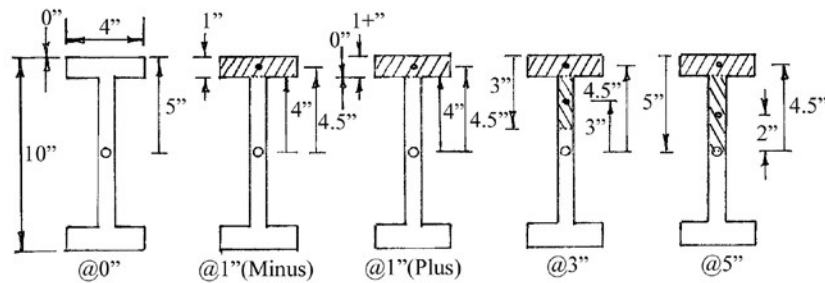 0” 4” 5” 10” @0”
1” 4” 4.5” @1”(Minus)
1+” 0” 4” 4.5” @1”(Plus)
3” 4.5” 3” @3”
5” 2” 4.5” @5”